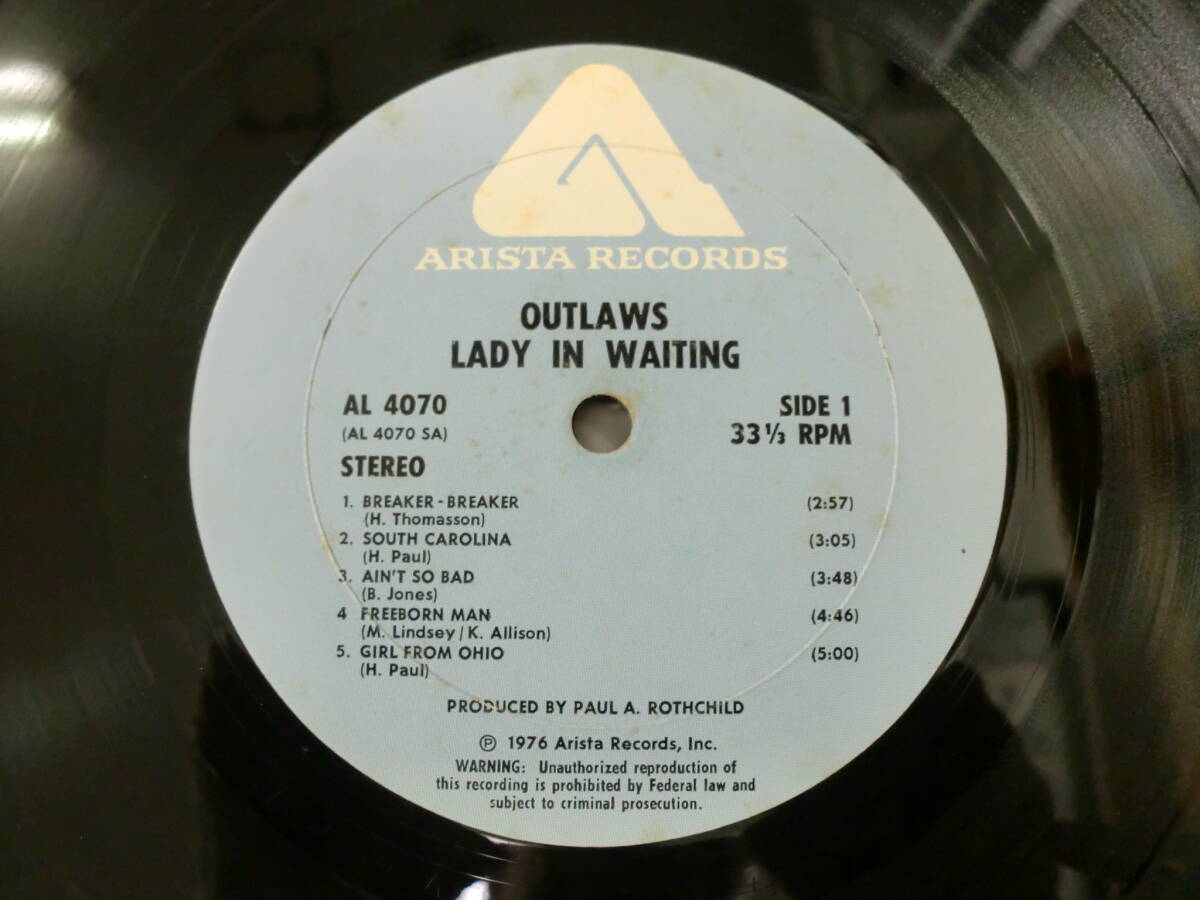 ARISTA RECORDS
OUTLAWS
LADY IN WAITING
AL 4070
(AL 4070 SA)
STEREO
SIDE 1
33 1/3 RPM
1. BREAKER - BREAKER (2:57)
(H. Thomasson)
2. SOUTH CAROLINA (3:05)
(H. Paul)
3. AIN'T SO BAD (3:48)
(B. Jones)
4 FREEBORN MAN (4:46)
(M. Lindsey / K. Allison)
5. GIRL FROM OHIO (5:00)
(H. Paul)
PRODUCED BY PAUL A. ROTHCHILD
℗ 1976 Arista Records, Inc.
WARNING: Unauthorized reproduction of
this recording is prohibited by Federal law and
subject to criminal prosecution.